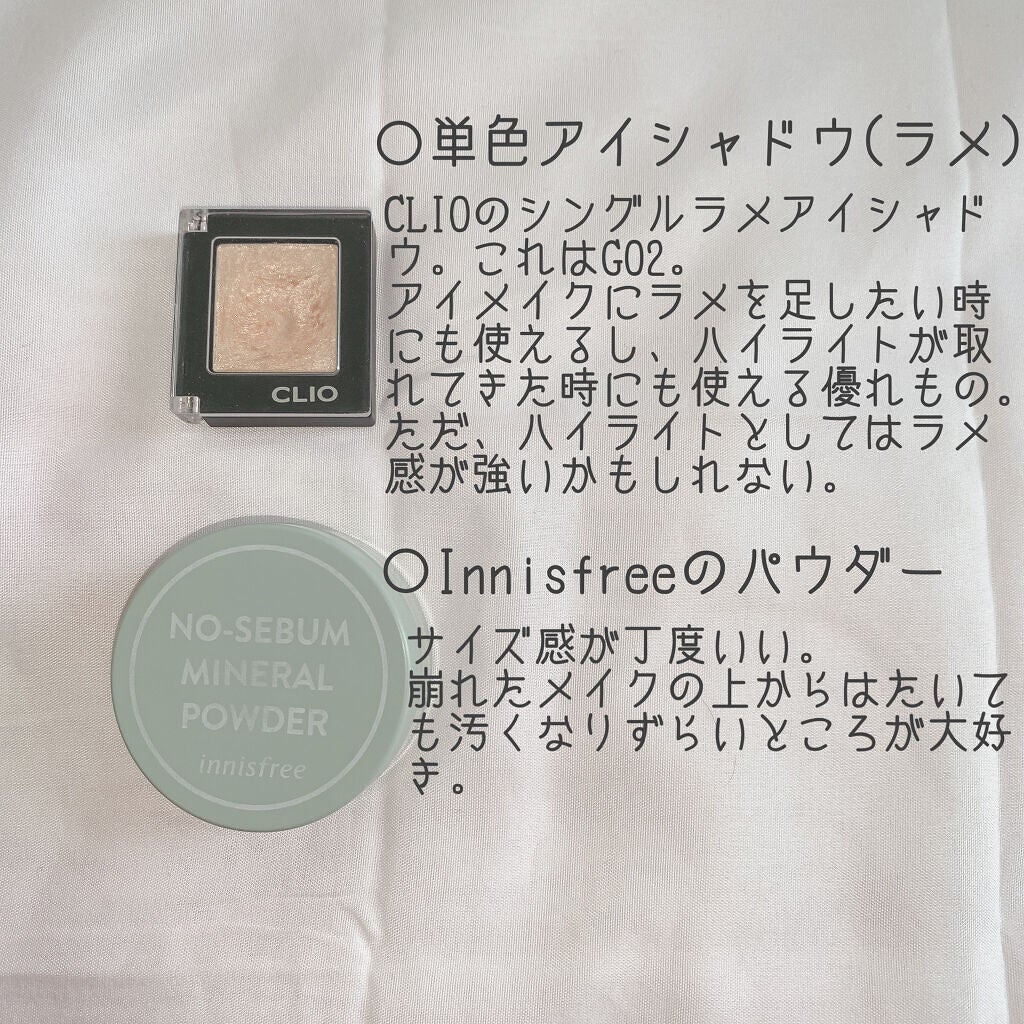 〇単色アイシャドウ(ラメ)
CLIOのシングルラメアイシャド
ウ。これはG02。
アイメイクにラメを足したい時
にも使えるし、ハイライトが取
れてきた時にも使える優れもの。
ただ、ハイライトとしてはラメ
感が強いかもしれない。
CLIO
〇Innisfreeのパウダー
サイズ感が丁度いい。
崩れたメイクの上からはたいて
も汚くなりずらいところが大好
き。
NO-SEBUM
MINERAL
POWDER
innisfree